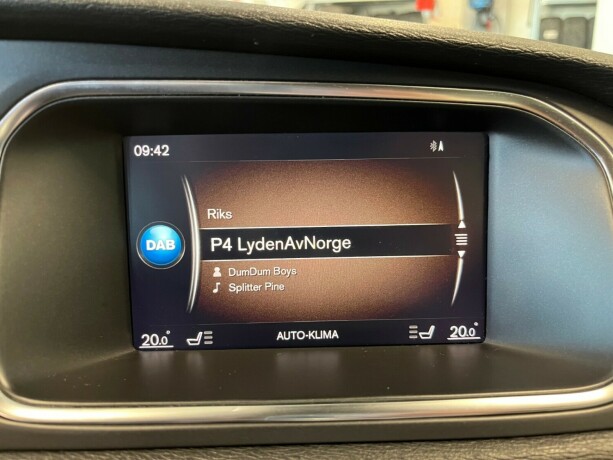 09:42
Riks
DAB
P4 LydenAvNorge
DumDum Boys
Splitter Pine
20.0° AUTO-KLIMA 20.0°